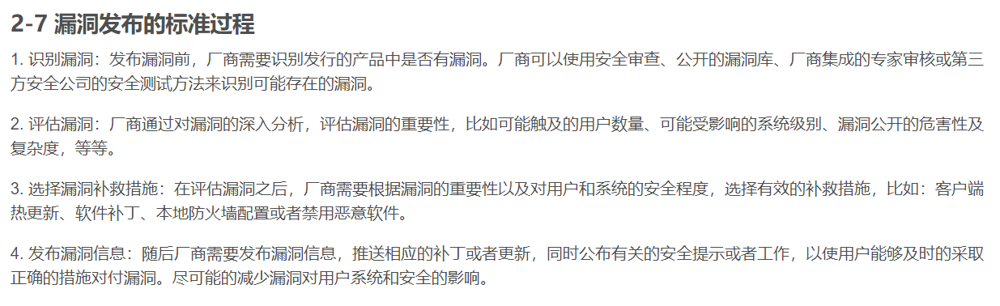 2-7 漏洞发布的标准过程
1. 识别漏洞：发布漏洞前，厂商需要识别发行的产品中是否有漏洞。厂商可以使用安全审查、公开的漏洞库、厂商集成的专家审核或第三
方安全公司的安全测试方法来识别可能存在的漏洞。
2. 评估漏洞：厂商通过对漏洞的深入分析，评估漏洞的重要性，比如可能触及的用户数量、可能受影响的系统级别、漏洞公开的危害性及
复杂度，等等。
3. 选择漏洞补救措施：在评估漏洞之后，厂商需要根据漏洞的重要性以及对用户和系统的安全程度，选择有效的补救措施，比如：客户端
热更新、软件补丁、本地防火墙配置或者禁用恶意软件。
4. 发布漏洞信息：随后厂商需要发布漏洞信息，推送相应的补丁或者更新，同时公布有关的安全提示或者工作，以使用户能够及时的采取
正确的措施对付漏洞。尽可能的减少漏洞对用户系统和安全的影响。